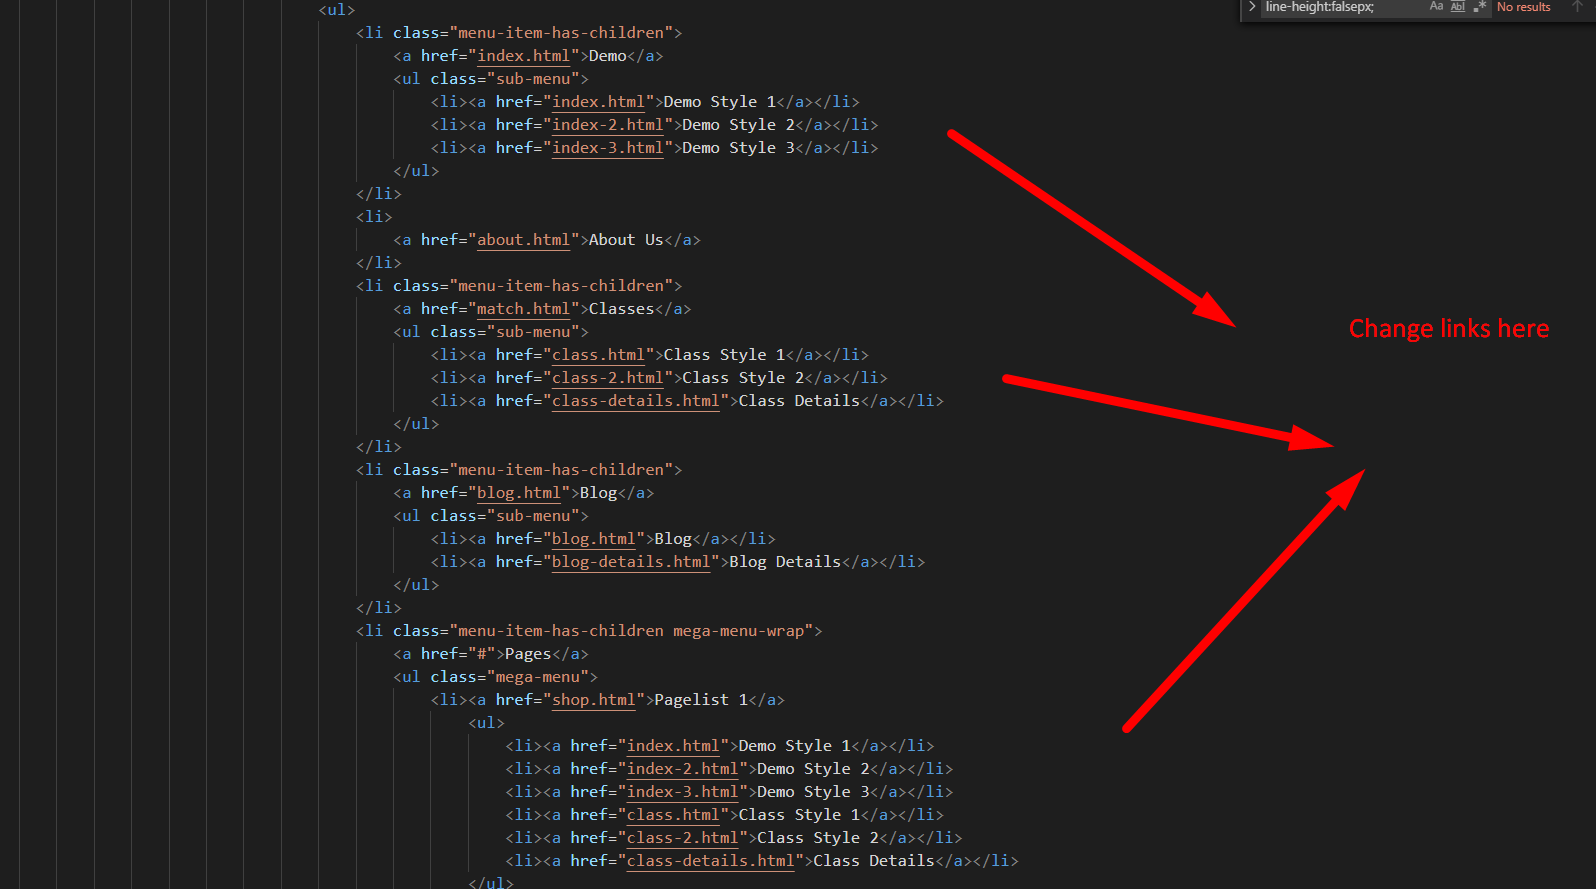 <ul>
line-height:falsepx; Aa Abl .* No results
<li class="menu-item-has-children">
<a href="index.html">Demo</a>
<ul class="sub-menu">
<li><a href="index.html">Demo Style 1</a></li>
<li><a href="index-2.html">Demo Style 2</a></li>
<li><a href="index-3.html">Demo Style 3</a></li>
</ul>
</li>
<li>
<a href="about.html">About Us</a>
</li>
<li class="menu-item-has-children">
<a href="match.html">Classes</a>
Change links here
<ul class="sub-menu">
<li><a href="class.html">Class Style 1</a></li>
<li><a href="class-2.html">Class Style 2</a></li>
<li><a href="class-details.html">Class Details</a></li>
</ul>
</li>
<li class="menu-item-has-children">
<a href="blog.html">Blog</a>
<ul class="sub-menu">
<li><a href="blog.html">Blog</a></li>
<li><a href="blog-details.html">Blog Details</a></li>
</ul>
</li>
<li class="menu-item-has-children mega-menu-wrap">
<a href="#">Pages</a>
<ul class="mega-menu">
<li><a href="shop.html">Pagelist 1</a>
<ul>
<li><a href="index.html">Demo Style 1</a></li>
<li><a href="index-2.html">Demo Style 2</a></li>
<li><a href="index-3.html">Demo Style 3</a></li>
<li><a href="class.html">Class Style 1</a></li>
<li><a href="class-2.html">Class Style 2</a></li>
<li><a href="class-details.html">Class Details</a></li>
</ul>